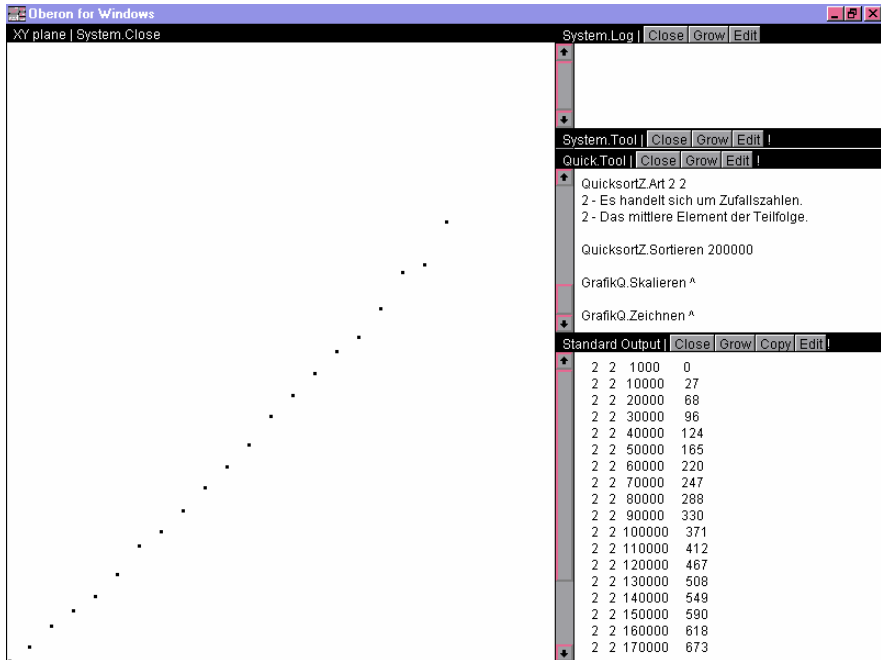 Oberon for Windows
XY plane | System.Close
System.Log | Close Grow Edit
System.Tool | Close Grow Edit !
Quick.Tool | Close Grow Edit !
QuicksortZ.Art 2 2
2 - Es handelt sich um Zufallszahlen.
2 - Das mittlere Element der Teilfolge.
QuicksortZ.Sortieren 200000
GrafikQ.Skalieren ^
GrafikQ.Zeichnen ^
Standard Output | Close Grow Copy Edit !
2 2 1000 0
2 2 10000 27
2 2 20000 68
2 2 30000 96
2 2 40000 124
2 2 50000 165
2 2 60000 220
2 2 70000 247
2 2 80000 288
2 2 90000 330
2 2 100000 371
2 2 110000 412
2 2 120000 467
2 2 130000 508
2 2 140000 549
2 2 150000 590
2 2 160000 618
2 2 170000 673